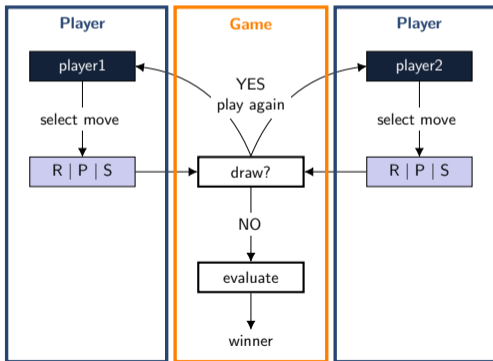 Player
Game
Player
player1
player2
YES
play again
select move
select move
R | P | S
draw?
R | P | S
NO
evaluate
winner